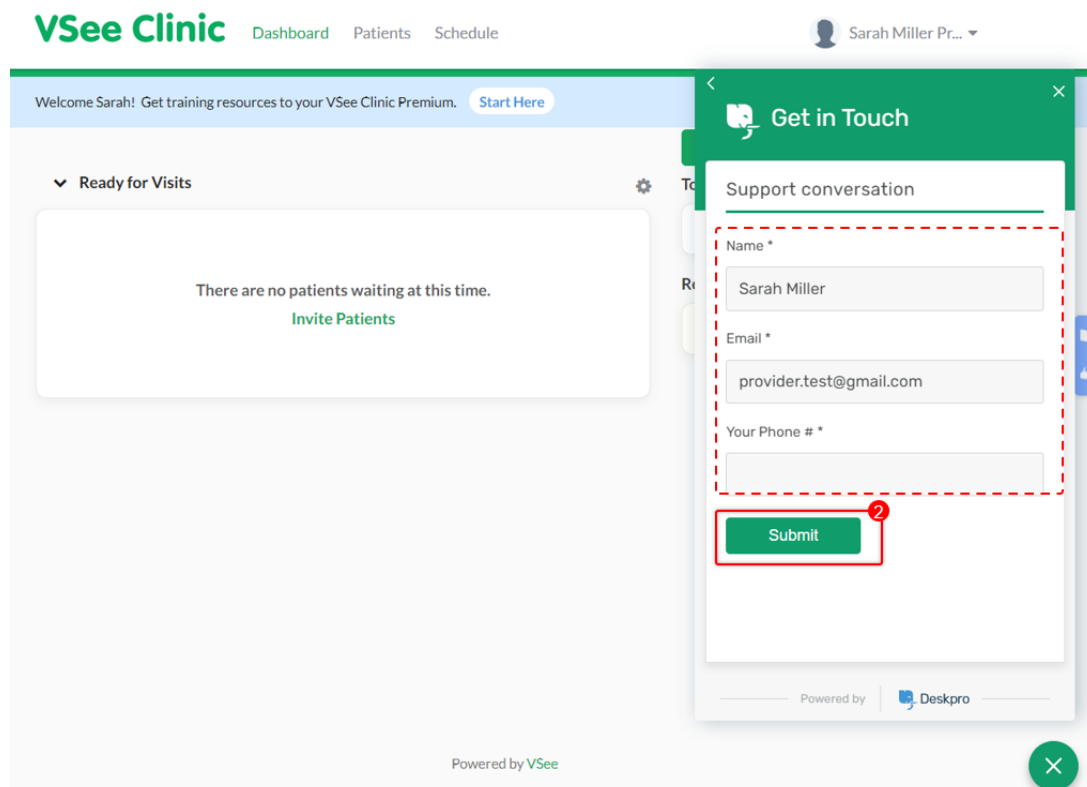 VSee Clinic Dashboard Patients Schedule Sarah Miller Pr...
Welcome Sarah! Get training resources to your VSee Clinic Premium. Start Here
Ready for Visits
There are no patients waiting at this time.
Invite Patients
Get in Touch
Support conversation
Name *
Sarah Miller
Email *
provider.test@gmail.com
Your Phone # *
2
Submit
Powered by Deskpro
Powered by VSee